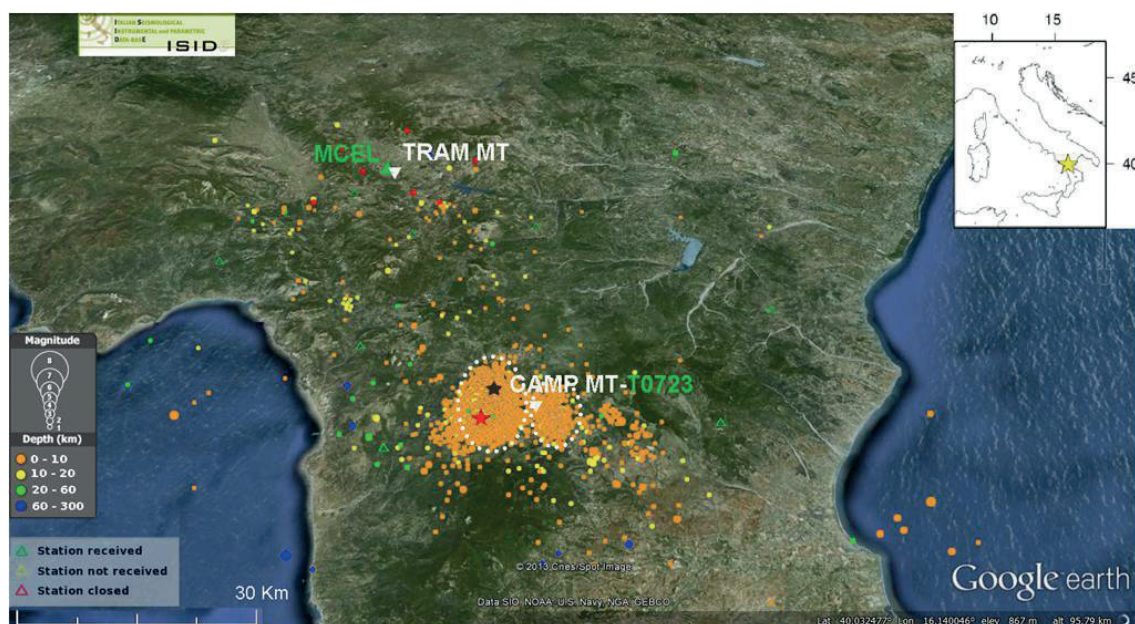 ITALIAN SEISMOLOGICAL
INSTRUMENTAL and PARAMETRIC
DATA-BASE
ISID
10 15
45
40
MCEL
TRAM MT
CAMP MT-T0723
Magnitude
8
7
6
5
4
3
2
1
Depth (km)
0 - 10
10 - 20
20 - 60
60 - 300
Station received
Station not received
Station closed
30 Km
© 2013 Cnes/Spot Image
Data SIO, NOAA, U.S. Navy, NGA, GEBCO
Google earth
Lat 40.032477° Lon 16.140046° elev 867 m alt 95.79 km